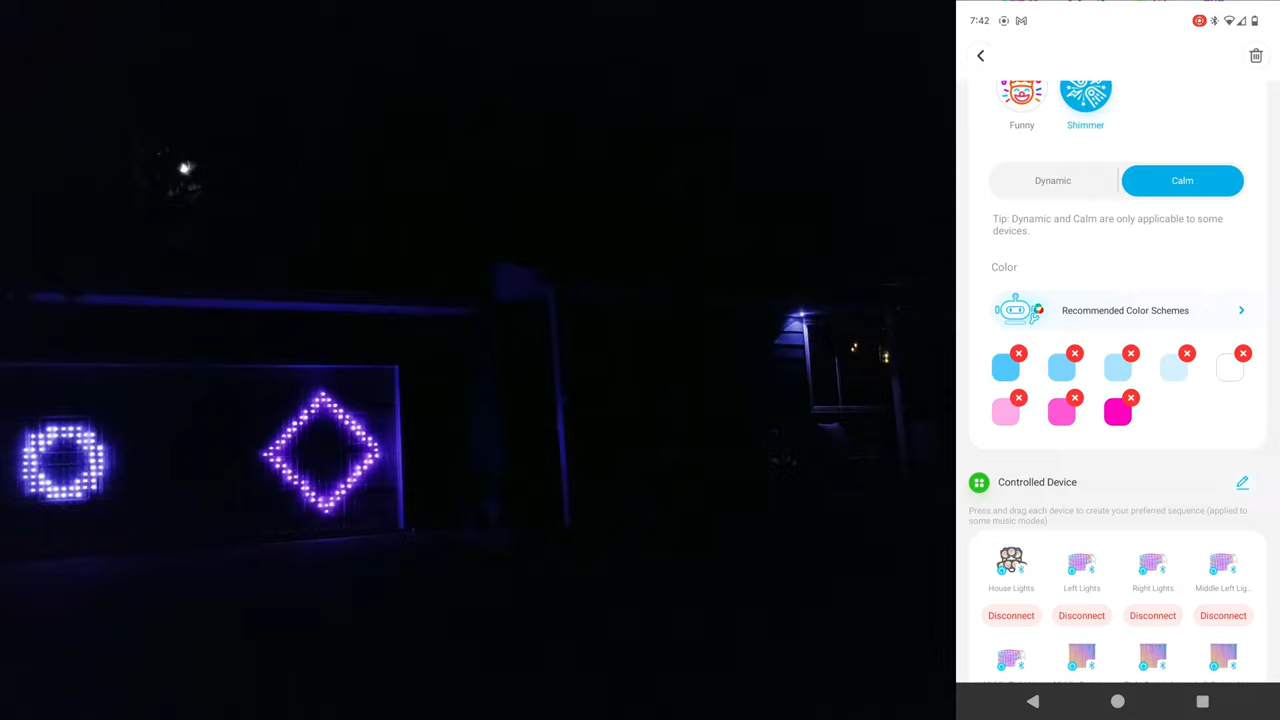 7:42
Funny
Shimmer
Dynamic
Calm
Tip: Dynamic and Calm are only applicable to some
devices.
Color
Recommended Color Schemes
Controlled Device
Press and drag each device to create your preferred sequence (applied to
some music modes)
House Lights
Left Lights
Right Lights
Middle Left Lig...
Disconnect
Disconnect
Disconnect
Disconnect